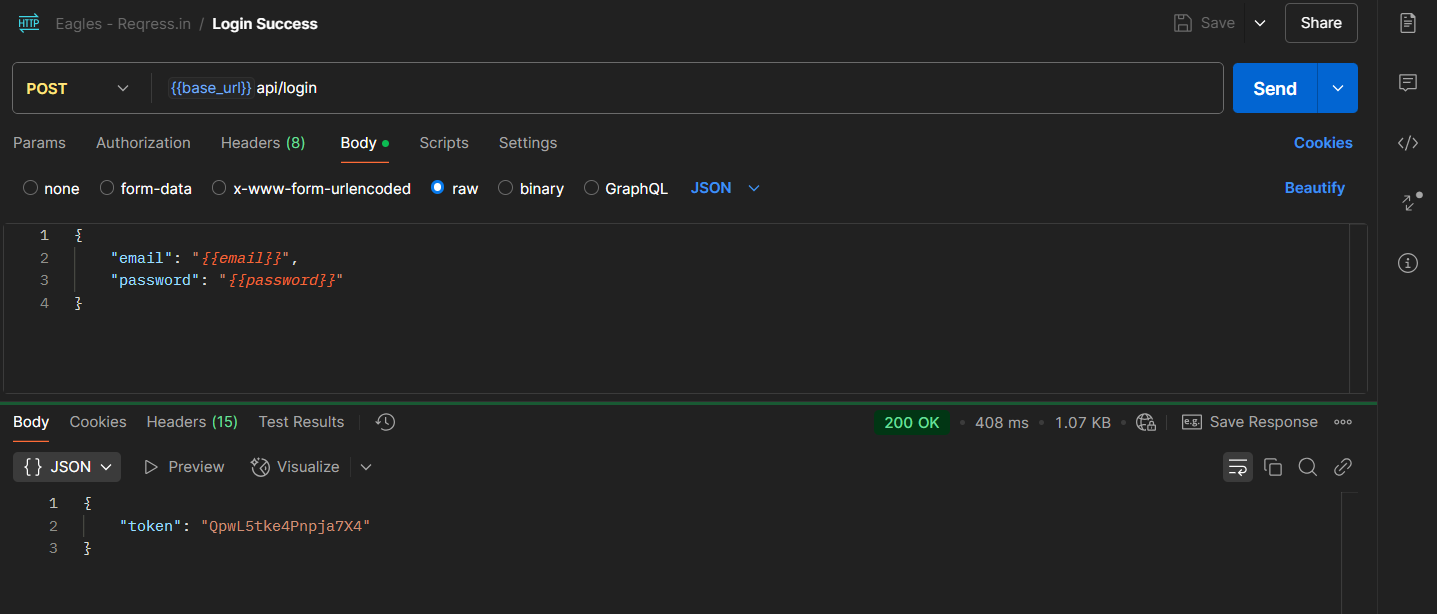 HTTP Eagles - Reqress.in / Login Success Save Share
POST {{base_url}} api/login Send
Params Authorization Headers (8) Body Scripts Settings Cookies
none form-data x-www-form-urlencoded raw binary GraphQL JSON Beautify
1 {
2 "email": "{{email}}",
3 "password": "{{password}}"
4 }
Body Cookies Headers (15) Test Results 200 OK 408 ms 1.07 KB e.g. Save Response
{} JSON Preview Visualize
1 {
2 "token": "QpwL5tke4Pnpja7X4"
3 }